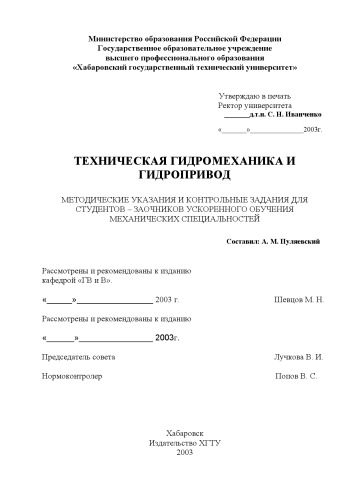 Министерство образования Российской Федерации
Государственное образовательное учреждение
высшего профессионального образования
«Хабаровский государственный технический университет»
Утверждаю в печать
Ректор университета
_______д.т.н. С. Н. Иванченко
«______»_____________2003г.
ТЕХНИЧЕСКАЯ ГИДРОМЕХАНИКА И
ГИДРОПРИВОД
МЕТОДИЧЕСКИЕ УКАЗАНИЯ И КОНТРОЛЬНЫЕ ЗАДАНИЯ ДЛЯ
СТУДЕНТОВ – ЗАОЧНИКОВ УСКОРЕННОГО ОБУЧЕНИЯ
МЕХАНИЧЕСКИХ СПЕЦИАЛЬНОСТЕЙ
Составил: А. М. Пуляевский
Рассмотрены и рекомендованы к изданию
кафедрой «ГВ и В».
«______»__________________ 2003 г. Шевцов М. Н.
Рассмотрены и рекомендованы к изданию
«______»__________________ 2003г.
Председатель совета Лучкова В. И.
Нормоконтролер Попов В. С.
Хабаровск
Издательство ХГТУ
2003